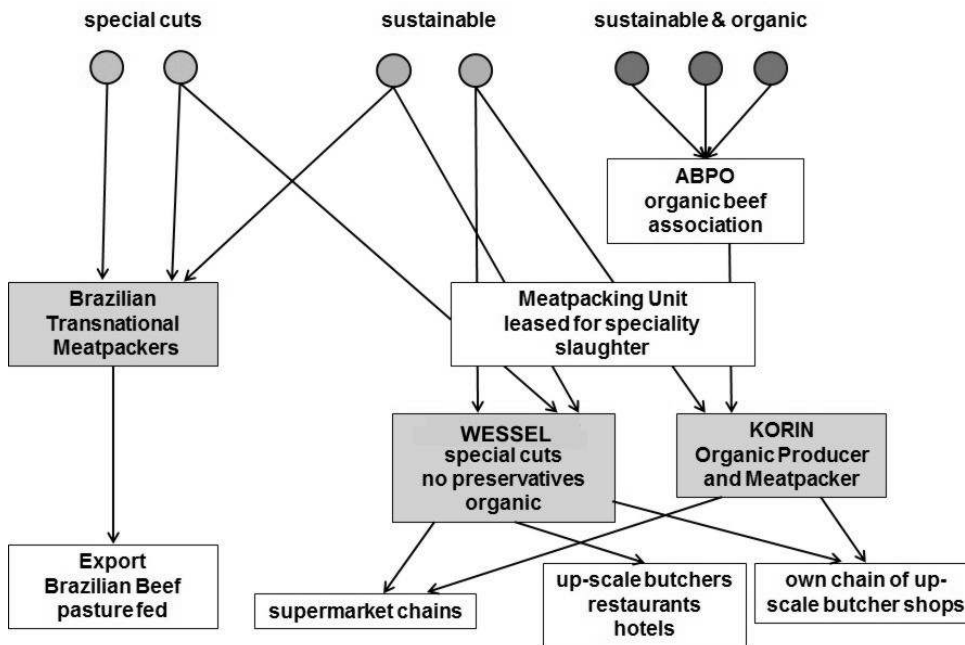 special cuts
sustainable
sustainable & organic
ABPO
organic beef
association
Brazilian
Transnational
Meatpackers
Meatpacking Unit
leased for speciality
slaughter
WESSEL
special cuts
no preservatives
organic
KORIN
Organic Producer
and Meatpacker
Export
Brazilian Beef
pasture fed
supermarket chains
up-scale butchers
restaurants
hotels
own chain of up-
scale butcher shops